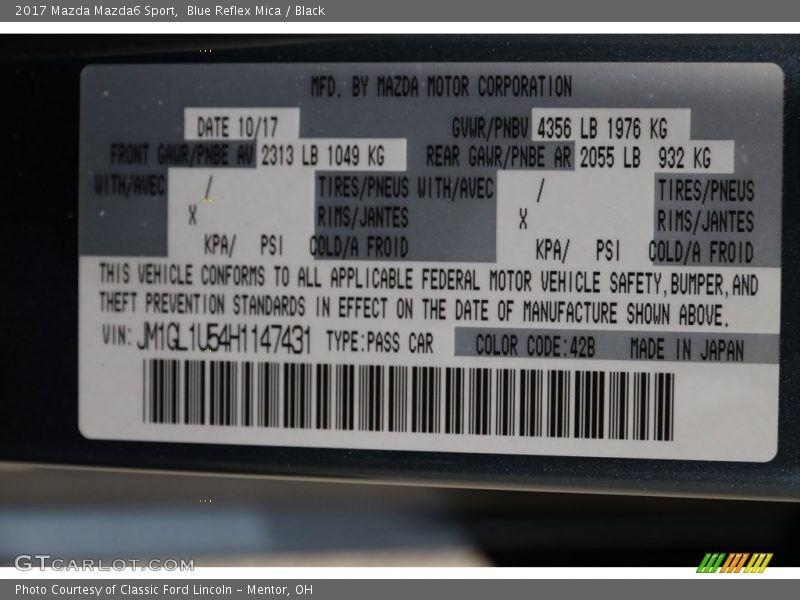 2017 Mazda Mazda6 Sport,  Blue Reflex Mica / Black
MFD. BY MAZDA MOTOR CORPORATION
DATE 10/17 GVWR/PNBV 4356 LB 1976 KG
FRONT GAWR/PNBE AV 2313 LB 1049 KG REAR GAWR/PNBE AR 2055 LB 932 KG
WITH/AVEC / TIRES/PNEUS WITH/AVEC / TIRES/PNEUS
X RIMS/JANTES X RIMS/JANTES
KPA/ PSI COLD/A FROID KPA/ PSI COLD/A FROID
THIS VEHICLE CONFORMS TO ALL APPLICABLE FEDERAL MOTOR VEHICLE SAFETY, BUMPER, AND
THEFT PREVENTION STANDARDS IN EFFECT ON THE DATE OF MANUFACTURE SHOWN ABOVE.
VIN: JM1GL1U54H1147431 TYPE:PASS CAR COLOR CODE:42B MADE IN JAPAN
GTCARLOT.COM
Photo Courtesy of Classic Ford Lincoln - Mentor, OH